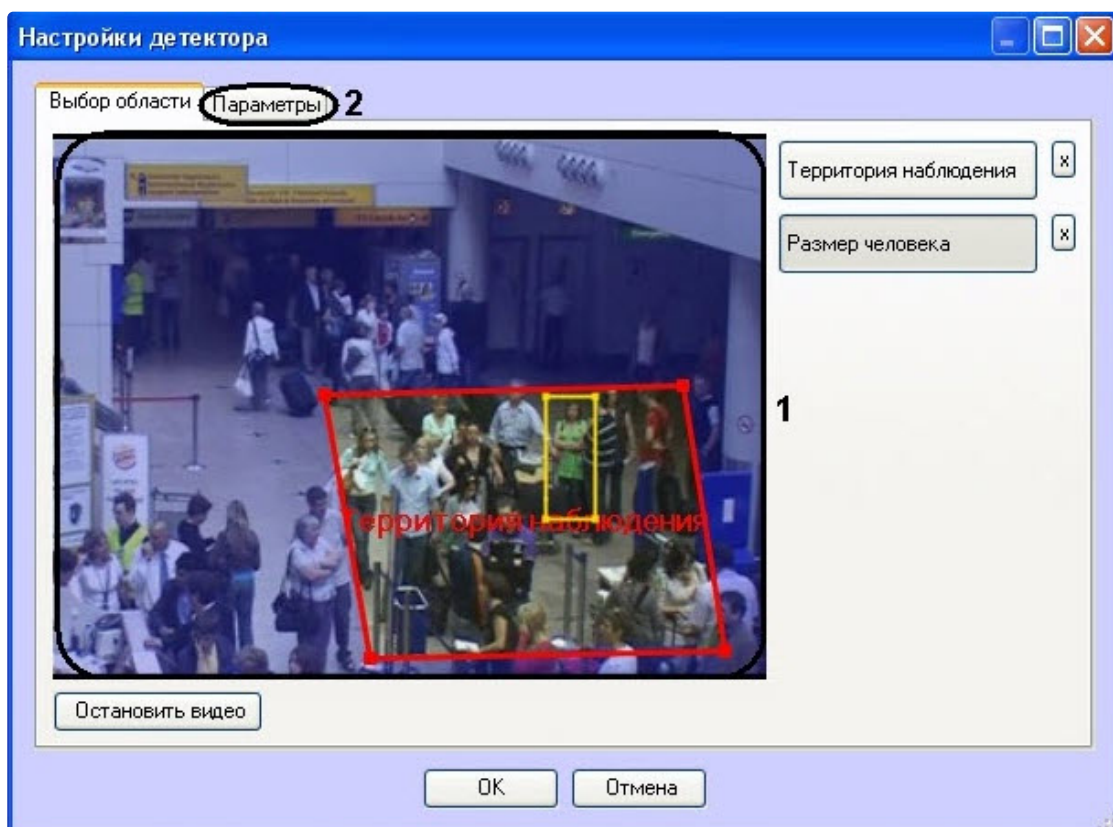 Настройки детектора
Выбор области
Параметры
2
Территория наблюдения
x
Размер человека
x
1
Территория наблюдения
Остановить видео
OK
Отмена